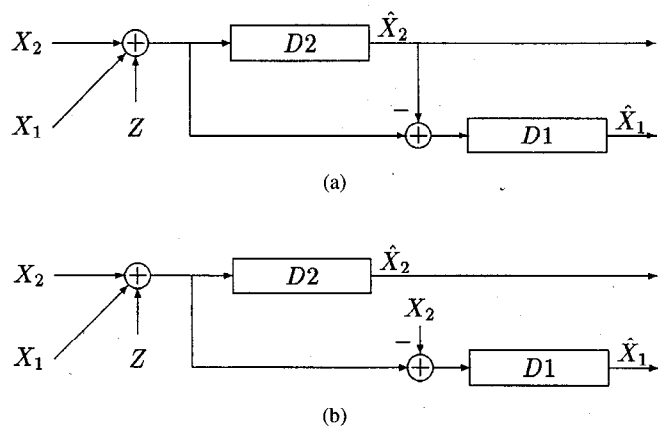 X₂ + D2 X̂₂
X₁ Z − + D1 X̂₁
(a)
X₂ + D2 X̂₂
X₂
X₁ Z − + D1 X̂₁
(b)